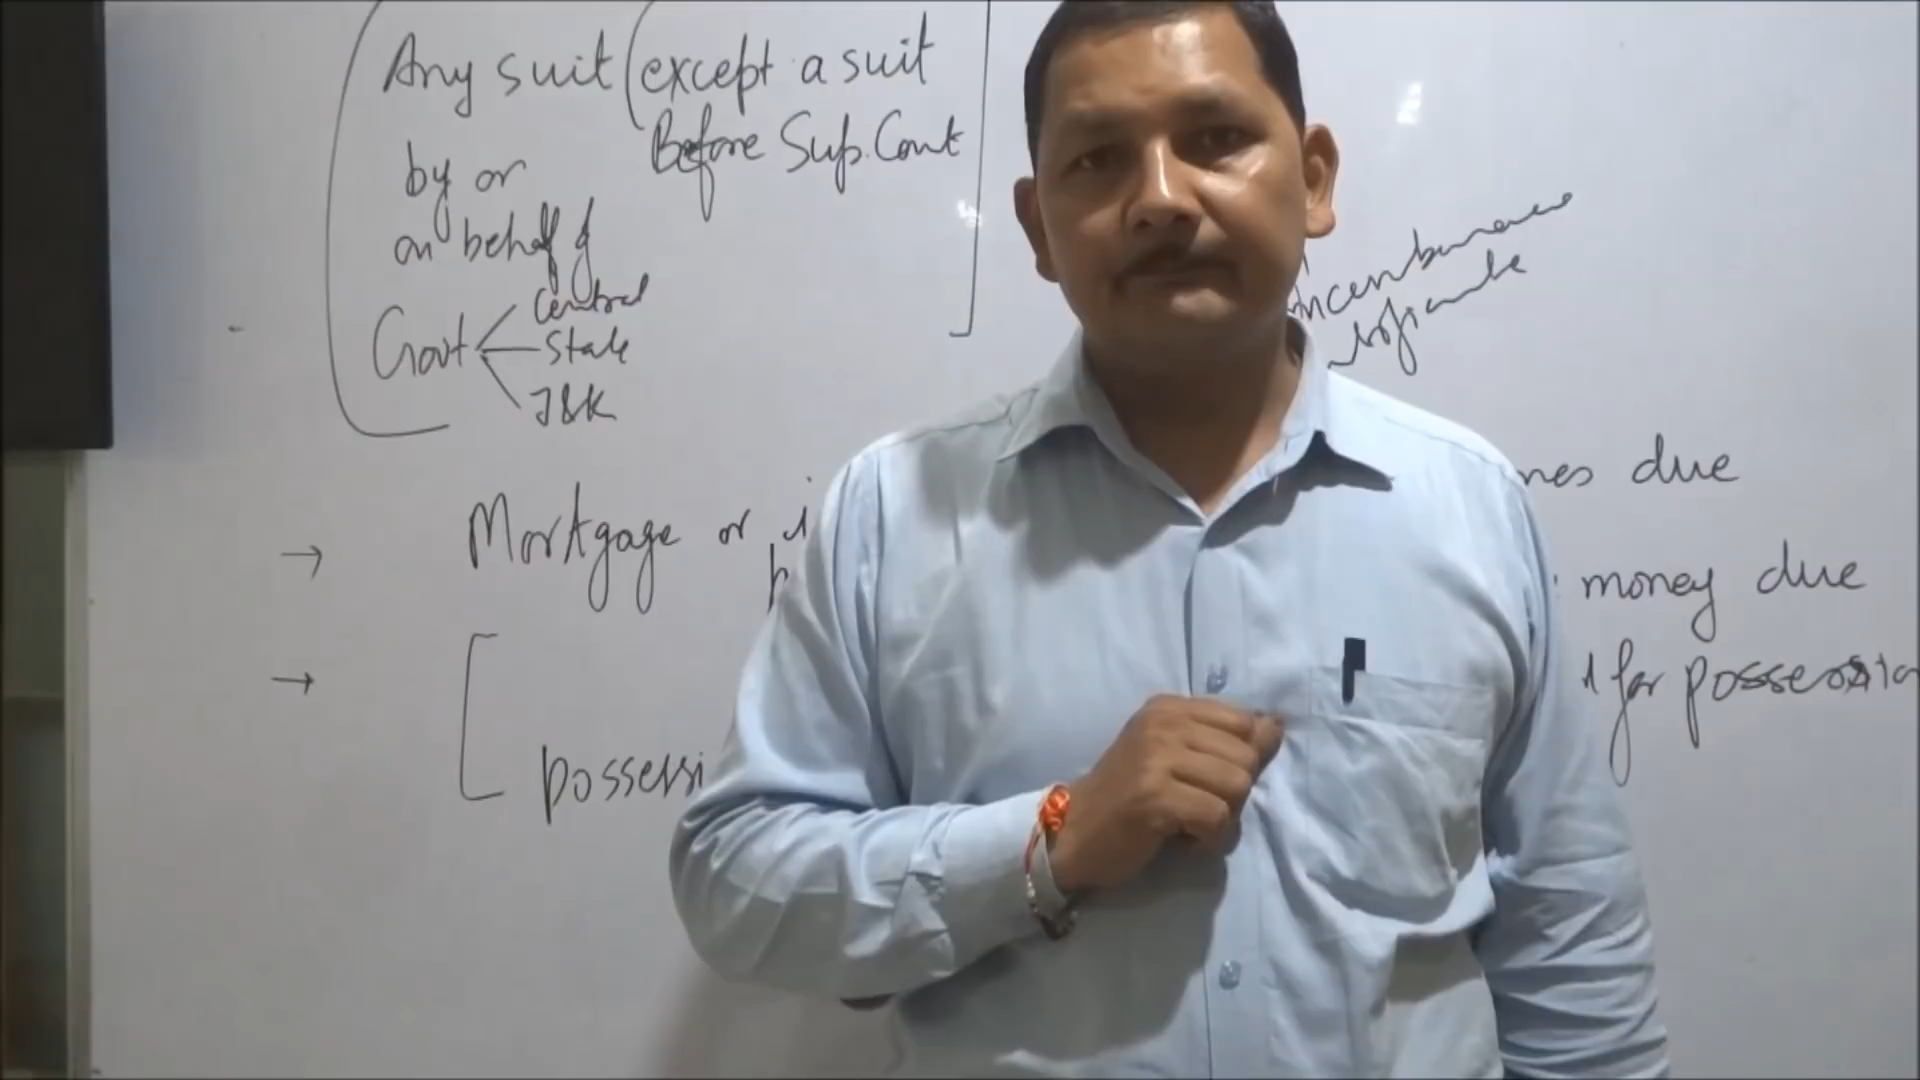 Any suit (except a suit
Before Sup. Court
by or
on behalf of
Govt
Central
State
J&K
→ Mortgage or
due
money due
→ [
for possession
possessi